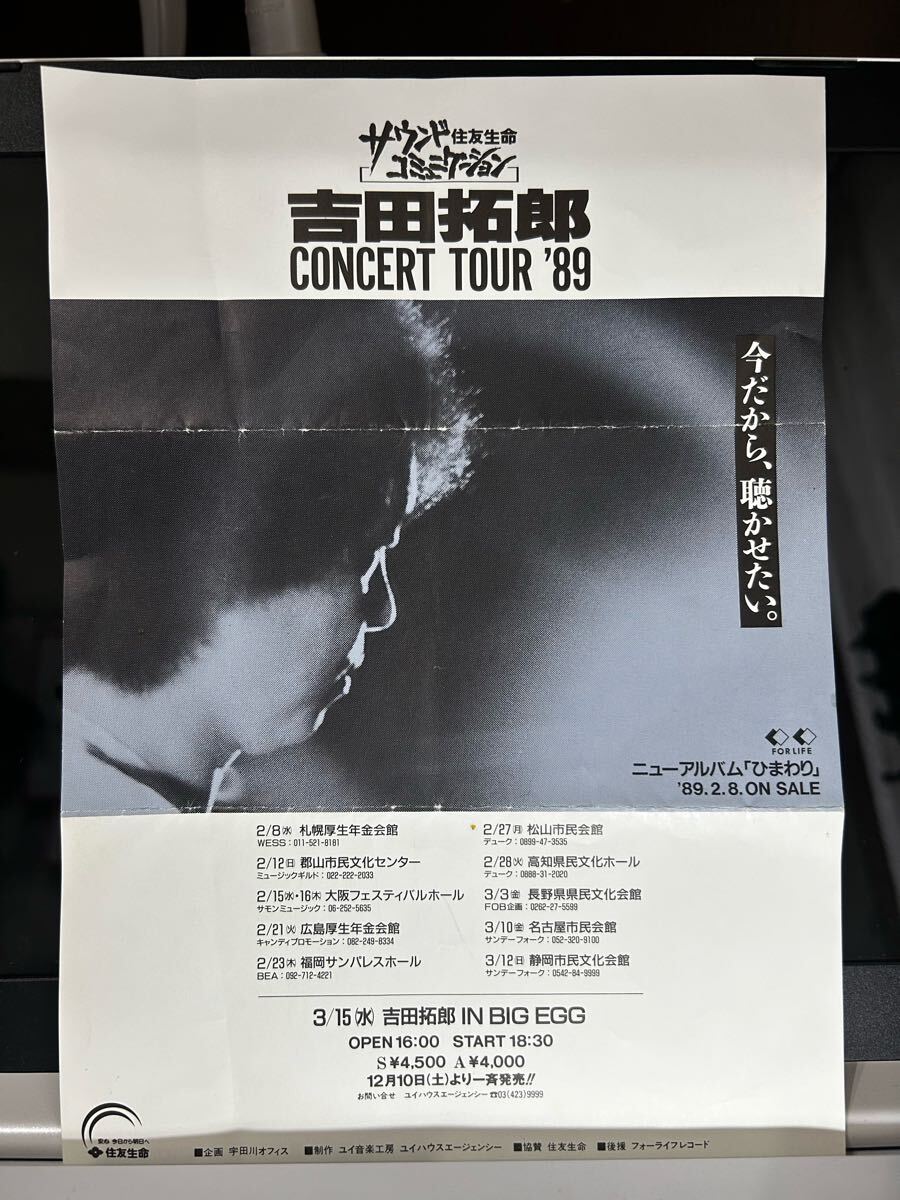 サウンド 住友生命
コミュニケーション
吉田拓郎
CONCERT TOUR '89
今だから、聴かせたい。
FOR LIFE
ニューアルバム「ひまわり」
'89.2.8.ON SALE
2/8㈬ 札幌厚生年金会館
WESS：011-521-8181
2/12㈰ 郡山市民文化センター
ミュージックギルド：022-222-2033
2/15㈬・16㈭ 大阪フェスティバルホール
サモンミュージック：06-252-5635
2/21㈫ 広島厚生年金会館
キャンディプロモーション：082-249-8334
2/23㈭ 福岡サンパレスホール
BEA：092-712-4221
2/27㈪ 松山市民会館
デューク：0899-47-3535
2/28㈫ 高知県民文化ホール
デューク：0888-31-2020
3/3㈮ 長野県県民文化会館
FOB企画：0262-27-5599
3/10㈮ 名古屋市民会館
サンデーフォーク：052-320-9100
3/12㈰ 静岡市民文化会館
サンデーフォーク：0542-84-9999
3/15㈬ 吉田拓郎 IN BIG EGG
OPEN 16:00 START 18:30
S¥4,500 A¥4,000
12月10日(土)より一斉発売!!
お問い合せ ユイハウスエージェンシー ☎03(423)9999
安心 今日から明日へ
住友生命
■企画 宇田川オフィス ■制作 ユイ音楽工房 ユイハウスエージェンシー ■協賛 住友生命 ■後援 フォーライフレコード